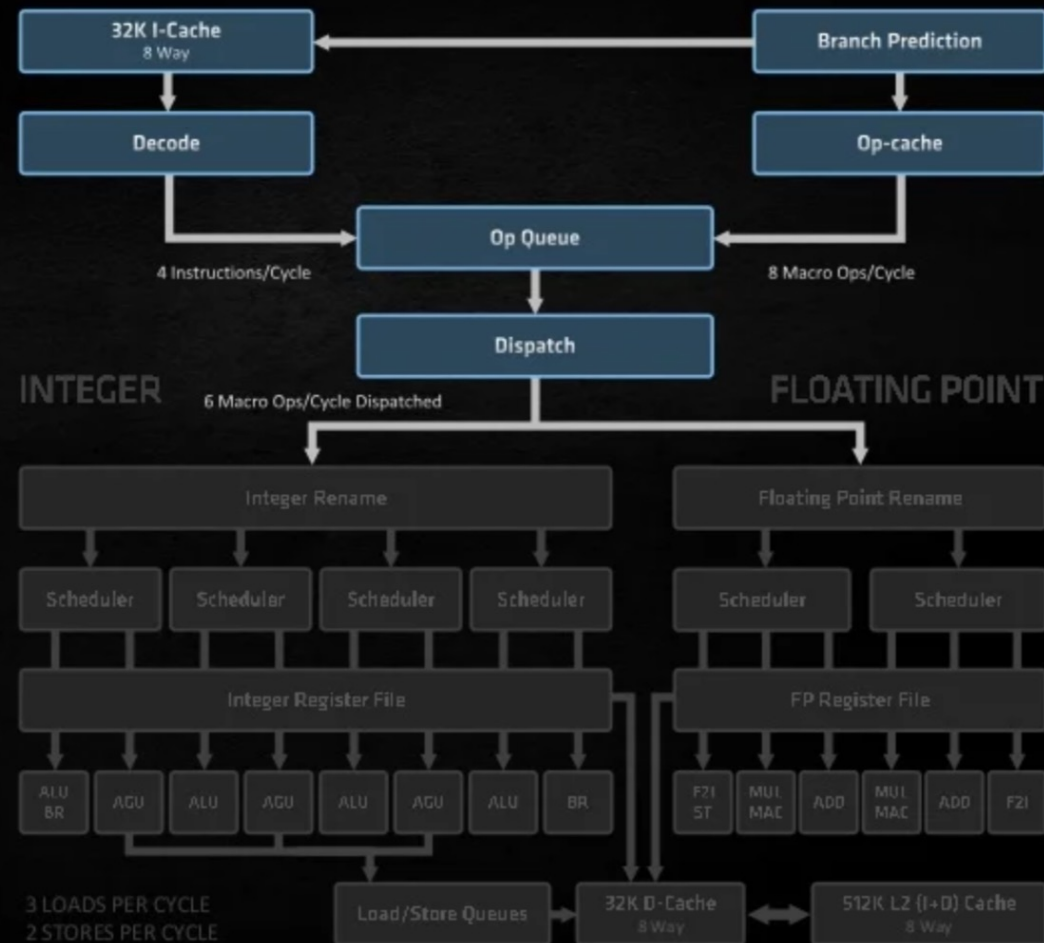 32K I-Cache
8 Way
Branch Prediction
Decode
Op-cache
Op Queue
4 Instructions/Cycle
8 Macro Ops/Cycle
Dispatch
INTEGER
6 Macro Ops/Cycle Dispatched
FLOATING POINT
Integer Rename
Floating Point Rename
Scheduler
Scheduler
Scheduler
Scheduler
Scheduler
Scheduler
Integer Register File
FP Register File
ALU
BR
AGU
ALU
AGU
ALU
AGU
ALU
BR
F2I
ST
MUL
MAC
ADD
MUL
MAC
ADD
F2I
3 LOADS PER CYCLE
2 STORES PER CYCLE
Load/Store Queues
32K D-Cache
8 Way
512K L2 (I+D) Cache
8 Way